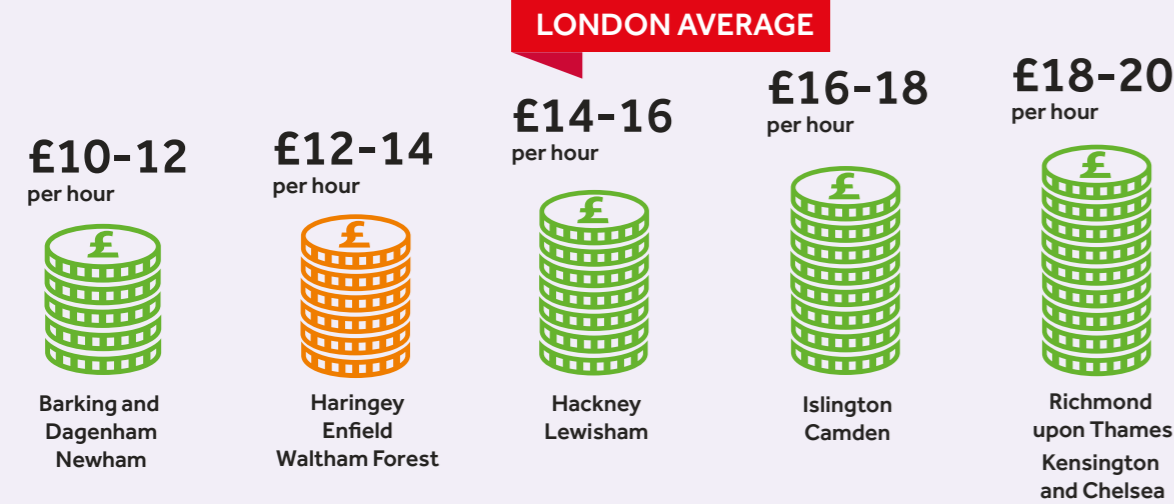 LONDON AVERAGE
£10-12
per hour
£
Barking and
Dagenham
Newham
£12-14
per hour
£
Haringey
Enfield
Waltham Forest
£14-16
per hour
£
Hackney
Lewisham
£16-18
per hour
£
Islington
Camden
£18-20
per hour
£
Richmond
upon Thames
Kensington
and Chelsea